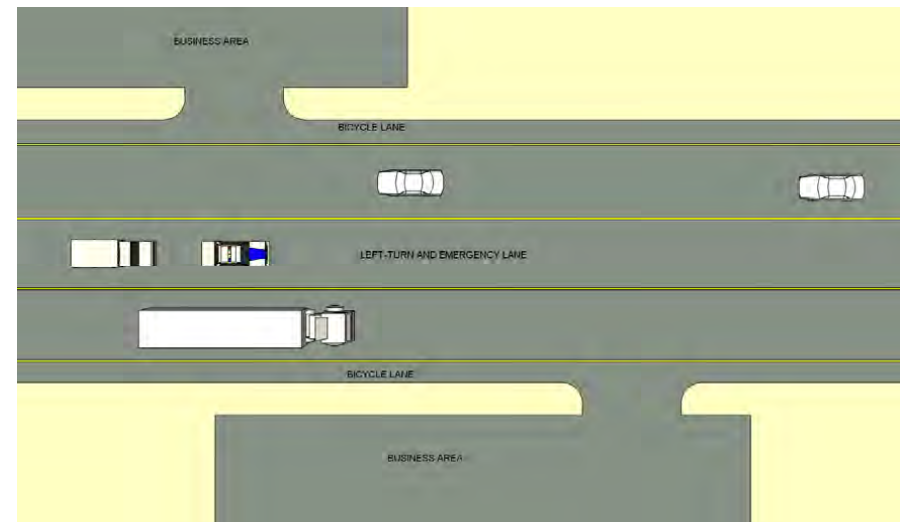 BUSINESS AREA
BICYCLE LANE
LEFT-TURN AND EMERGENCY LANE
BICYCLE LANE
BUSINESS AREA